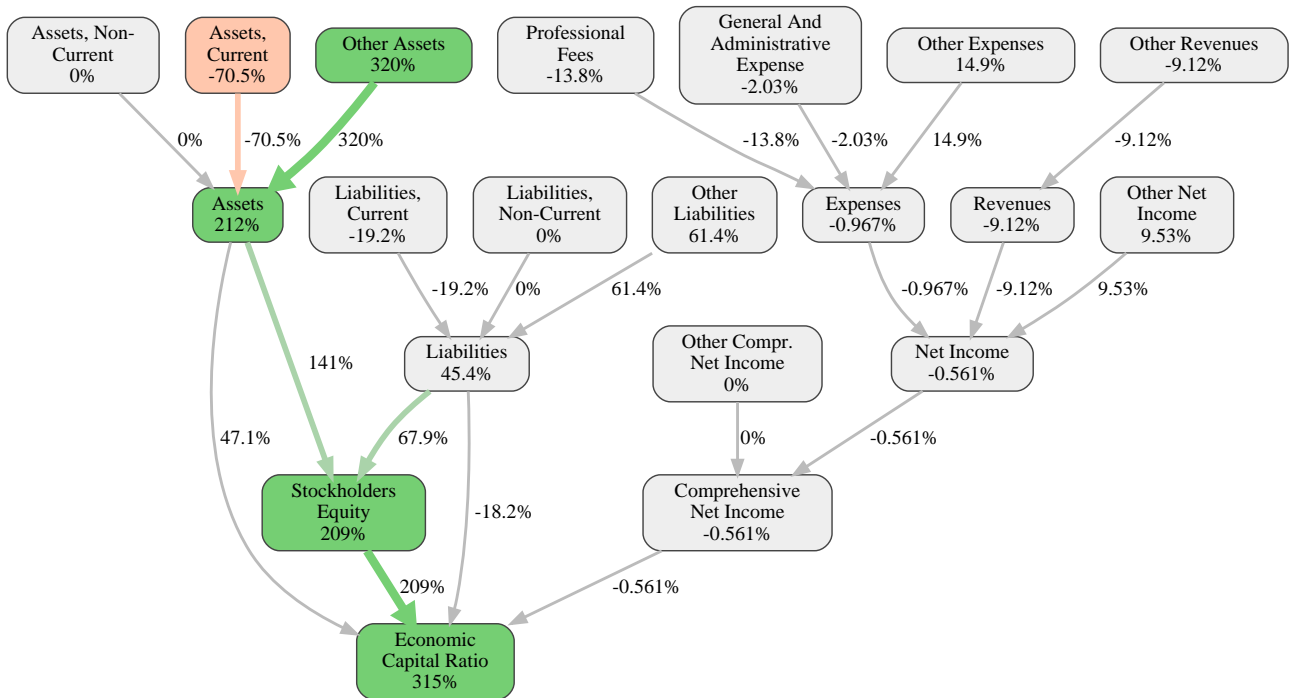 Assets, Non-
Current
0%
Assets,
Current
-70.5%
Other Assets
320%
Professional
Fees
-13.8%
General And
Administrative
Expense
-2.03%
Other Expenses
14.9%
Other Revenues
-9.12%
0%
-70.5%
320%
-13.8%
-2.03%
14.9%
-9.12%
Assets
212%
Liabilities,
Current
-19.2%
Liabilities,
Non-Current
0%
Other
Liabilities
61.4%
Expenses
-0.967%
Revenues
-9.12%
Other Net
Income
9.53%
-19.2%
0%
61.4%
-0.967%
-9.12%
9.53%
141%
Liabilities
45.4%
Other Compr.
Net Income
0%
Net Income
-0.561%
47.1%
67.9%
0%
-0.561%
Stockholders
Equity
209%
-18.2%
Comprehensive
Net Income
-0.561%
209%
-0.561%
Economic
Capital Ratio
315%